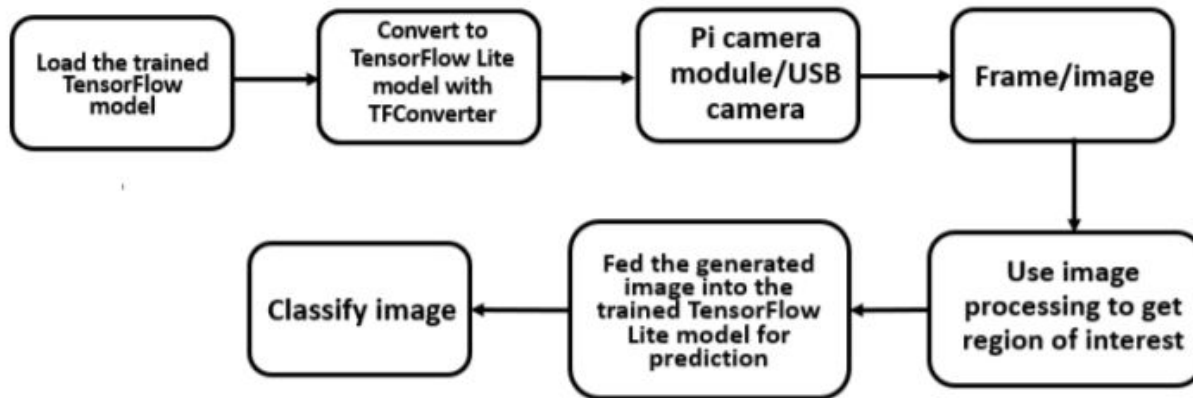 Load the trained
TensorFlow
model
Convert to
TensorFlow Lite
model with
TFConverter
Pi camera
module/USB
camera
Frame/image
Use image
processing to get
region of interest
Fed the generated
image into the
trained TensorFlow
Lite model for
prediction
Classify image